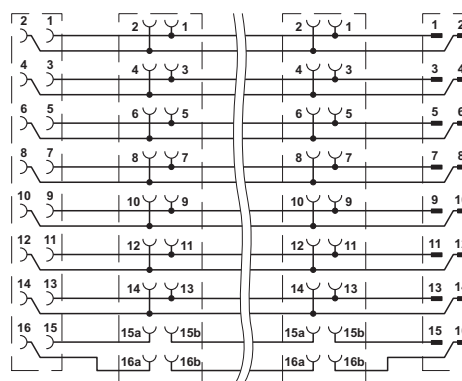 2 1 2 1 2 1 1 2
4 3 4 3 4 3 3 4
6 5 6 5 6 5 5 6
8 7 8 7 8 7 7 8
10 9 10 9 10 9 9
12 11 12 11 12 11 11
14 13 14 13 14 13 13
16 15 15a 15b 15a 15b 15
16a 16b 16a 16b